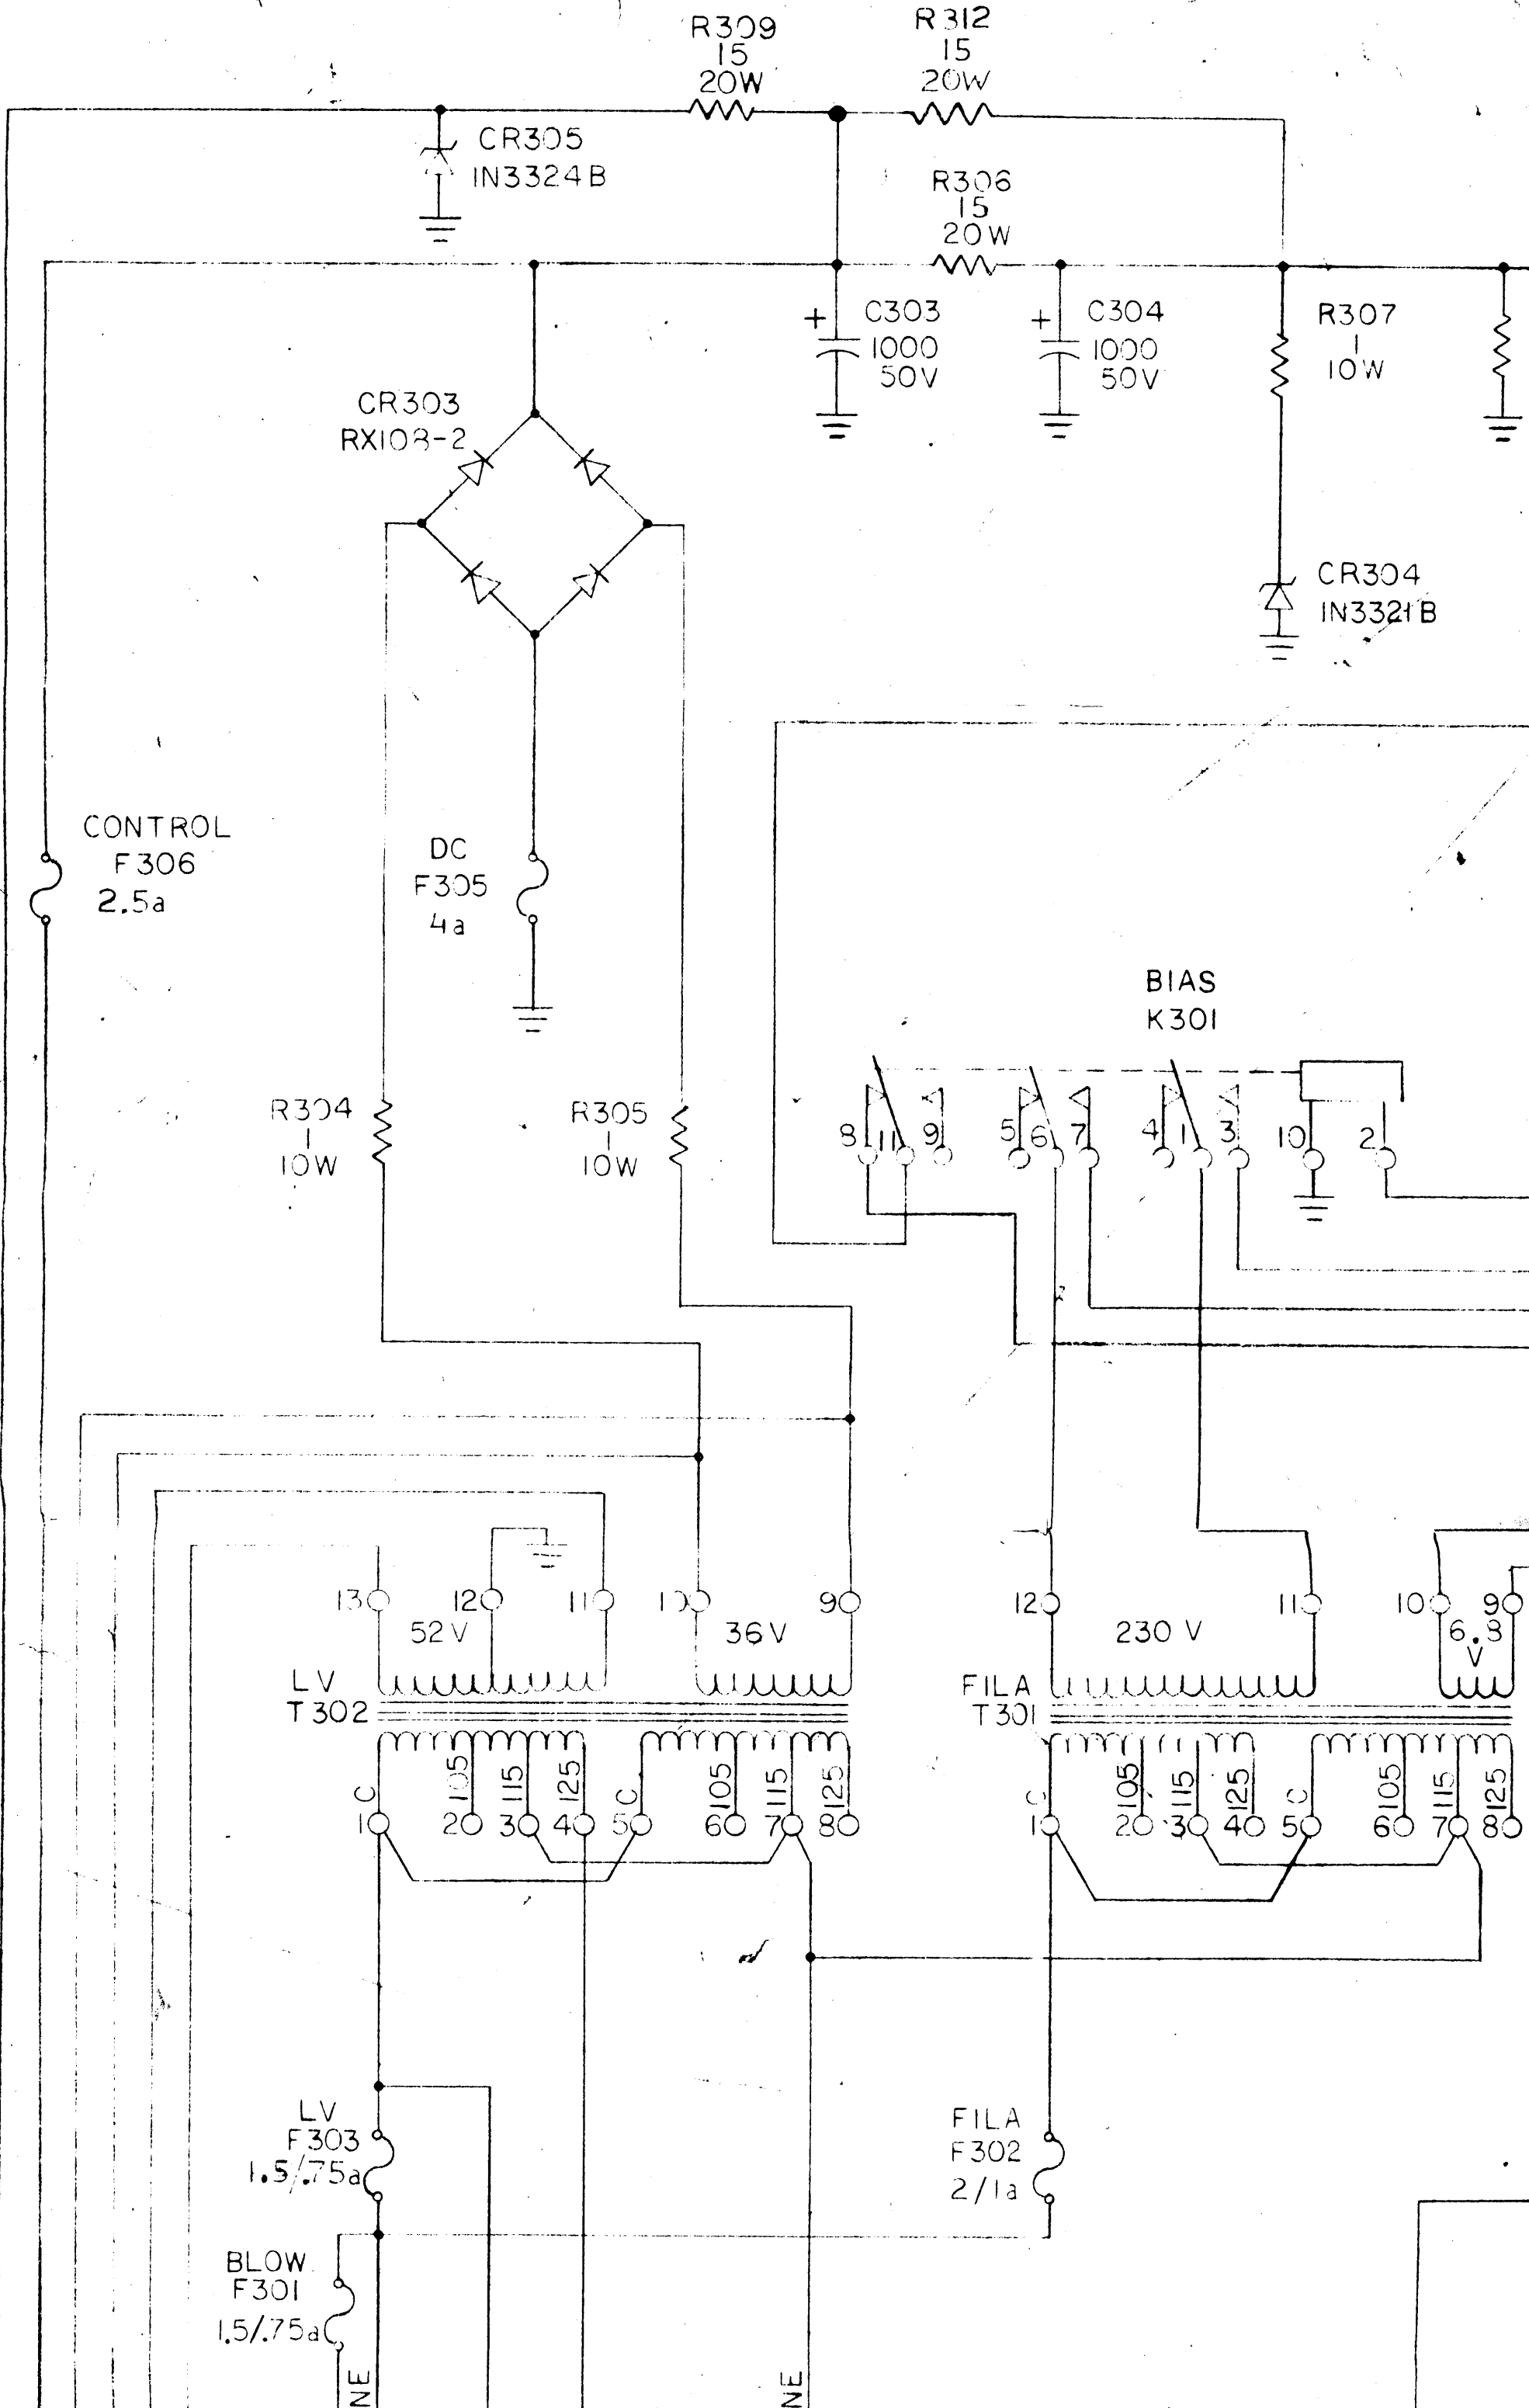 R309
15
20W
R312
15
20W
CR305
IN3324B
R306
15
20W
+ C303
1000
50V
+ C304
1000
50V
R307
1
10W
CR303
CR304
IN3321B
CONTROL
F306
2.5a
DC
F305
4a
BIAS
K301
R304
1
10W
R305
1
10W
8 11 9 5 6 7 4 1 3 10 2
13 12 11 10 9 12 11 10 9
52V 36V 230 V
V
LV
T302
FILA
T301
C 105 115 125 C 105 115 125 C 105 115 125 C 105 115 125
1 2 3 4 5 6 7 8 1 2 3 4 5 6 7 8
LV
F303
1.5/.75a
FILA
F302
2/1a
BLOW
F301
1.5/.75a
NE NE